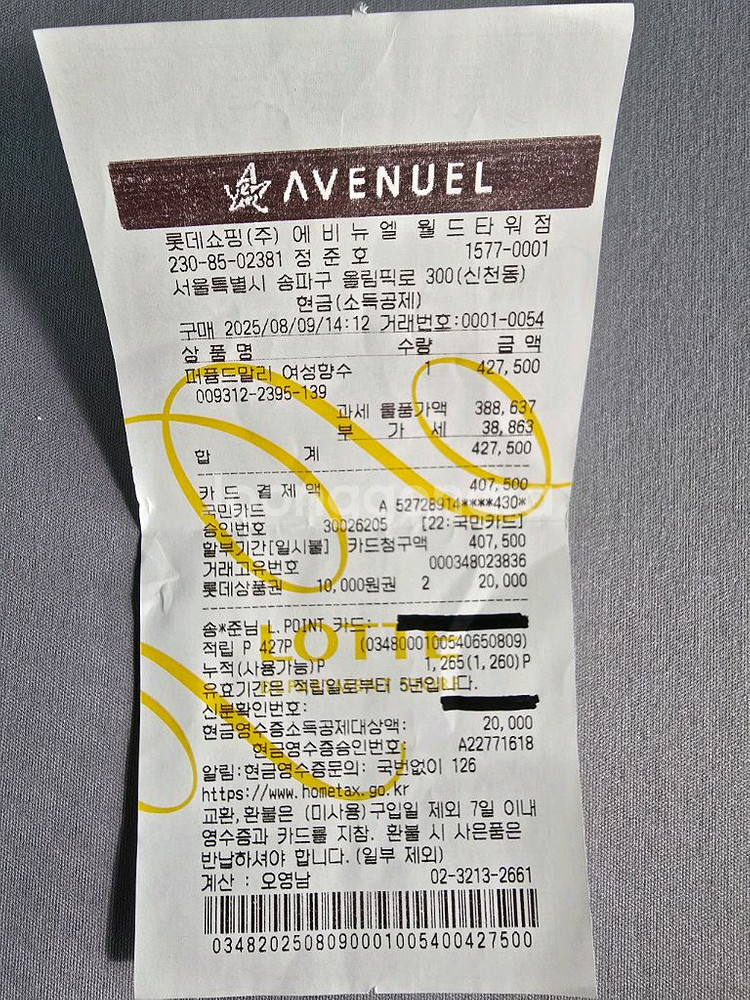 AVENUEL
롯데쇼핑(주) 에비뉴엘 월드타워점
230-85-02381 정준호 1577-0001
서울특별시 송파구 올림픽로 300(신천동)
현금(소득공제)
구매 2025/08/09/14:12 거래번호:0001-0054
상품명 수량 금액
퍼퓸드말리 여성향수 1 427,500
009312-2395-139
과세 물품가액 388,637
부가세 38,863
합계 427,500
카드결제액 407,500
국민카드 A 52728914****430*
승인번호 30026205 [22:국민카드]
할부기간[일시불] 카드청구액 407,500
거래고유번호 000348023836
롯데상품권 10,000원권 2 20,000
송*준님 L.POINT 카드:
LOTTE
적립 P 427P (0348000100540650809)
누적(사용가능)P 1,265(1,260)P
유효기간은 적립일로부터 5년입니다.
신분확인번호:
현금영수증소득공제대상액: 20,000
현금영수증승인번호: A22771618
알림:현금영수증문의: 국번없이 126
https://www.hometax.go.kr
교환,환불은 (미사용)구입일 제외 7일 이내
영수증과 카드를 지참. 환불 시 사은품은
반납하셔야 합니다.(일부 제외)
계산 : 오영남 02-3213-2661
0348202508090001005400427500